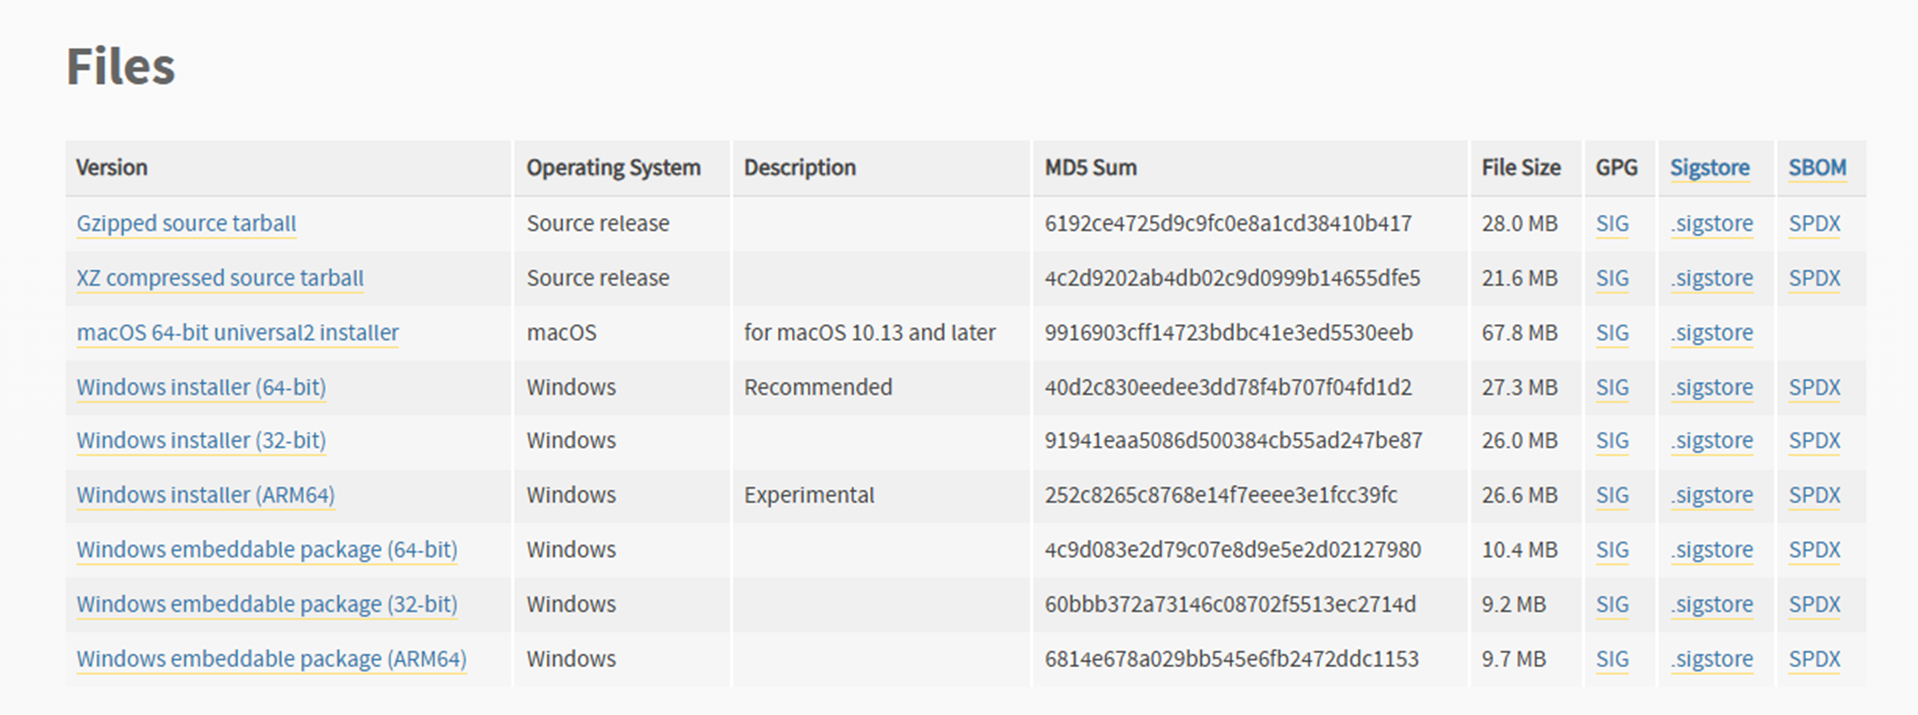 Files
Version Operating System Description MD5 Sum File Size GPG Sigstore SBOM
Gzipped source tarball Source release 6192ce4725d9c9fc0e8a1cd38410b417 28.0 MB SIG .sigstore SPDX
XZ compressed source tarball Source release 4c2d9202ab4db02c9d0999b14655dfe5 21.6 MB SIG .sigstore SPDX
macOS 64-bit universal2 installer macOS for macOS 10.13 and later 9916903cff14723bdbc41e3ed5530eeb 67.8 MB SIG .sigstore
Windows installer (64-bit) Windows Recommended 40d2c830eedee3dd78f4b707f04fd1d2 27.3 MB SIG .sigstore SPDX
Windows installer (32-bit) Windows 91941eaa5086d500384cb55ad247be87 26.0 MB SIG .sigstore SPDX
Windows installer (ARM64) Windows Experimental 252c8265c8768e14f7eeee3e1fcc39fc 26.6 MB SIG .sigstore SPDX
Windows embeddable package (64-bit) Windows 4c9d083e2d79c07e8d9e5e2d02127980 10.4 MB SIG .sigstore SPDX
Windows embeddable package (32-bit) Windows 60bbb372a73146c08702f5513ec2714d 9.2 MB SIG .sigstore SPDX
Windows embeddable package (ARM64) Windows 6814e678a029bb545e6fb2472ddc1153 9.7 MB SIG .sigstore SPDX